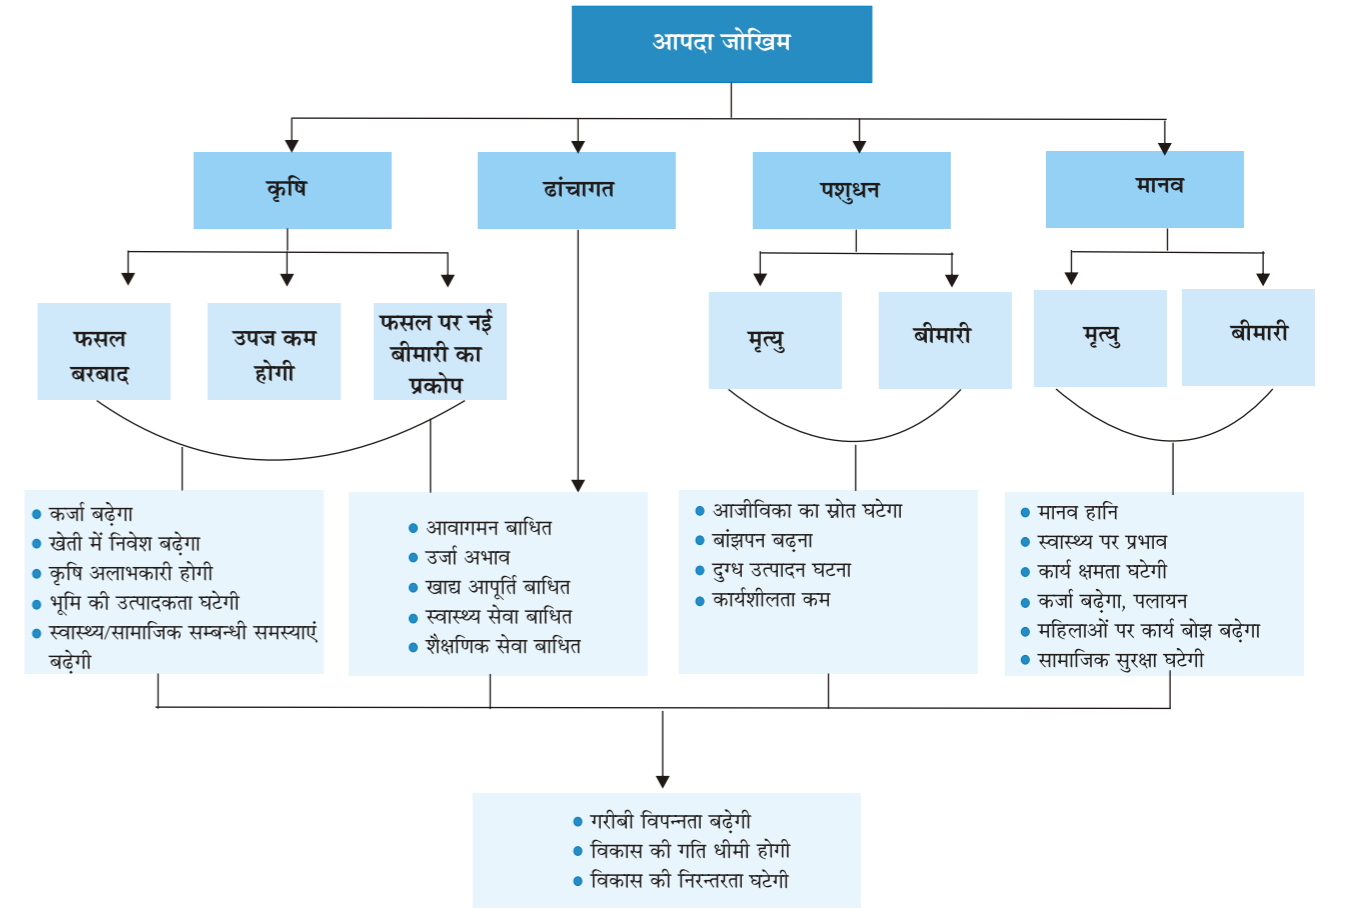 आपदा जोखिम
कृषि
ढांचागत
पशुधन
मानव
फसल
बरबाद
उपज कम
होगी
फसल पर नई
बीमारी का
प्रकोप
मृत्यु
बीमारी
मृत्यु
बीमारी
कर्जा बढ़ेगा
खेती में निवेश बढ़ेगा
कृषि अलाभकारी होगी
भूमि की उत्पादकता घटेगी
स्वास्थ्य/सामाजिक सम्बन्धी समस्याएं
बढ़ेगी
आवागमन बाधित
उर्जा अभाव
खाद्य आपूर्ति बाधित
स्वास्थ्य सेवा बाधित
शैक्षणिक सेवा बाधित
आजीविका का स्रोत घटेगा
बांझपन बढ़ना
दुग्ध उत्पादन घटना
कार्यशीलता कम
मानव हानि
स्वास्थ्य पर प्रभाव
कार्य क्षमता घटेगी
कर्जा बढ़ेगा, पलायन
महिलाओं पर कार्य बोझ बढ़ेगा
सामाजिक सुरक्षा घटेगी
गरीबी विपन्नता बढ़ेगी
विकास की गति धीमी होगी
विकास की निरन्तरता घटेगी